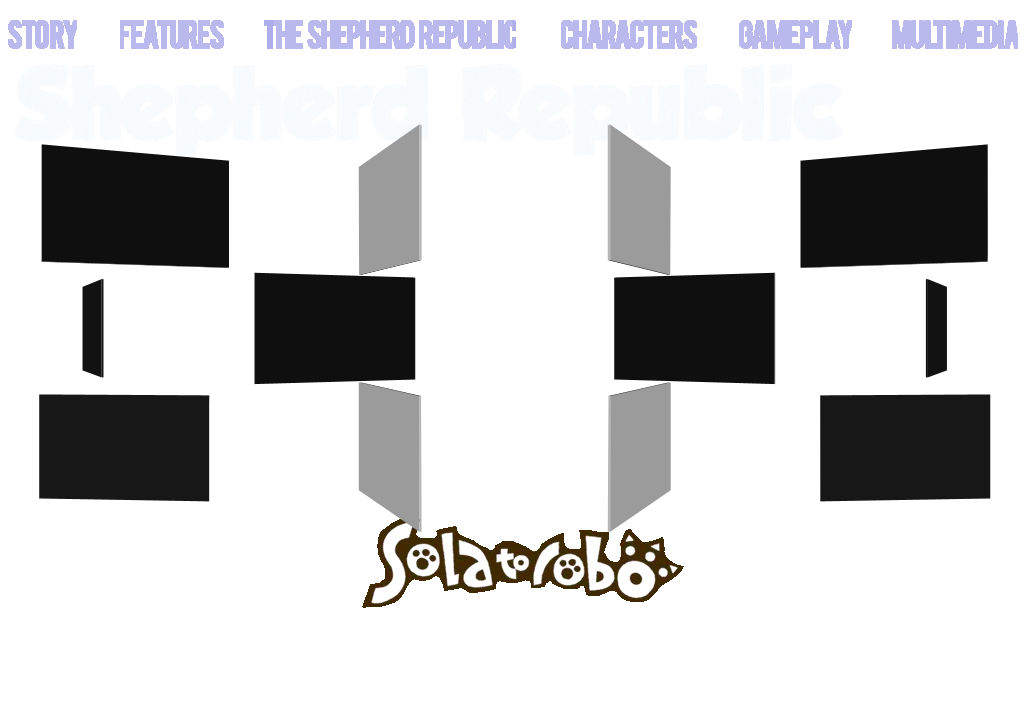 STORY FEATURES THE SHEPHERD REPUBLIC CHARACTERS GAMEPLAY MULTIMEDIA
Shepherd Republic
Solatorobo